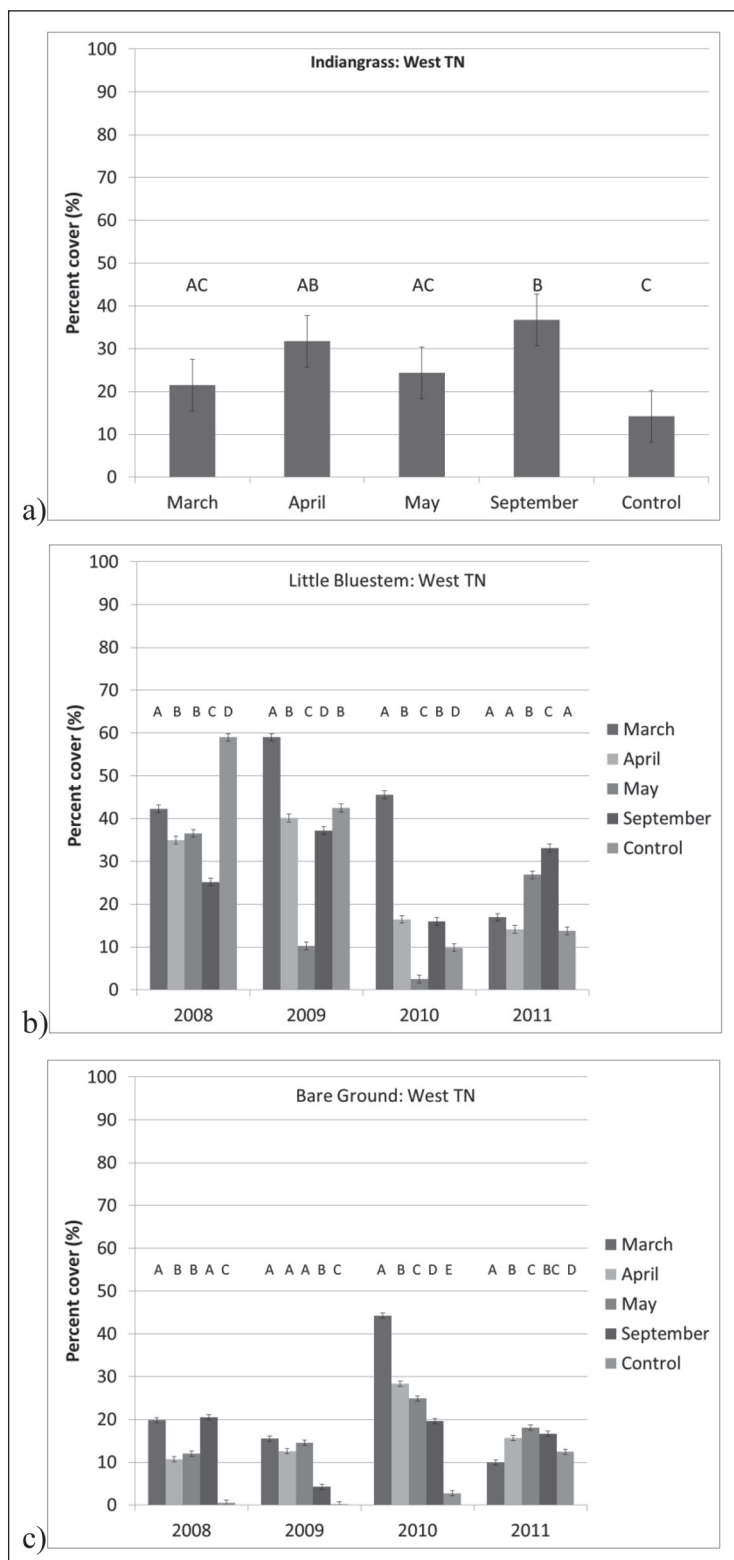 Indiangrass: West TN
Percent cover (%)
100
90
80
70
60
50
40
30
20
10
0
AC AB AC B C
March April May September Control
a)
Little Bluestem: West TN
Percent cover (%)
100
90
80
70
60
50
40
30
20
10
0
A B B C D A B C D B A B C B D A A B C A
2008 2009 2010 2011
March
April
May
September
Control
b)
Bare Ground: West TN
Percent cover (%)
100
90
80
70
60
50
40
30
20
10
0
A B B A C A A A B C A B C D E A B C BC D
2008 2009 2010 2011
March
April
May
September
Control
c)